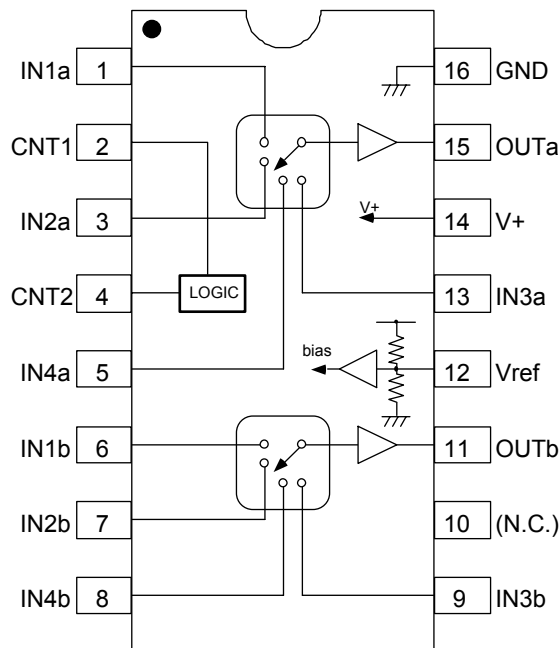 IN1a 1 16 GND
CNT1 2 15 OUTa
IN2a 3 V+ 14 V+
CNT2 4 LOGIC 13 IN3a
IN4a 5 bias 12 Vref
IN1b 6 11 OUTb
IN2b 7 10 (N.C.)
IN4b 8 9 IN3b